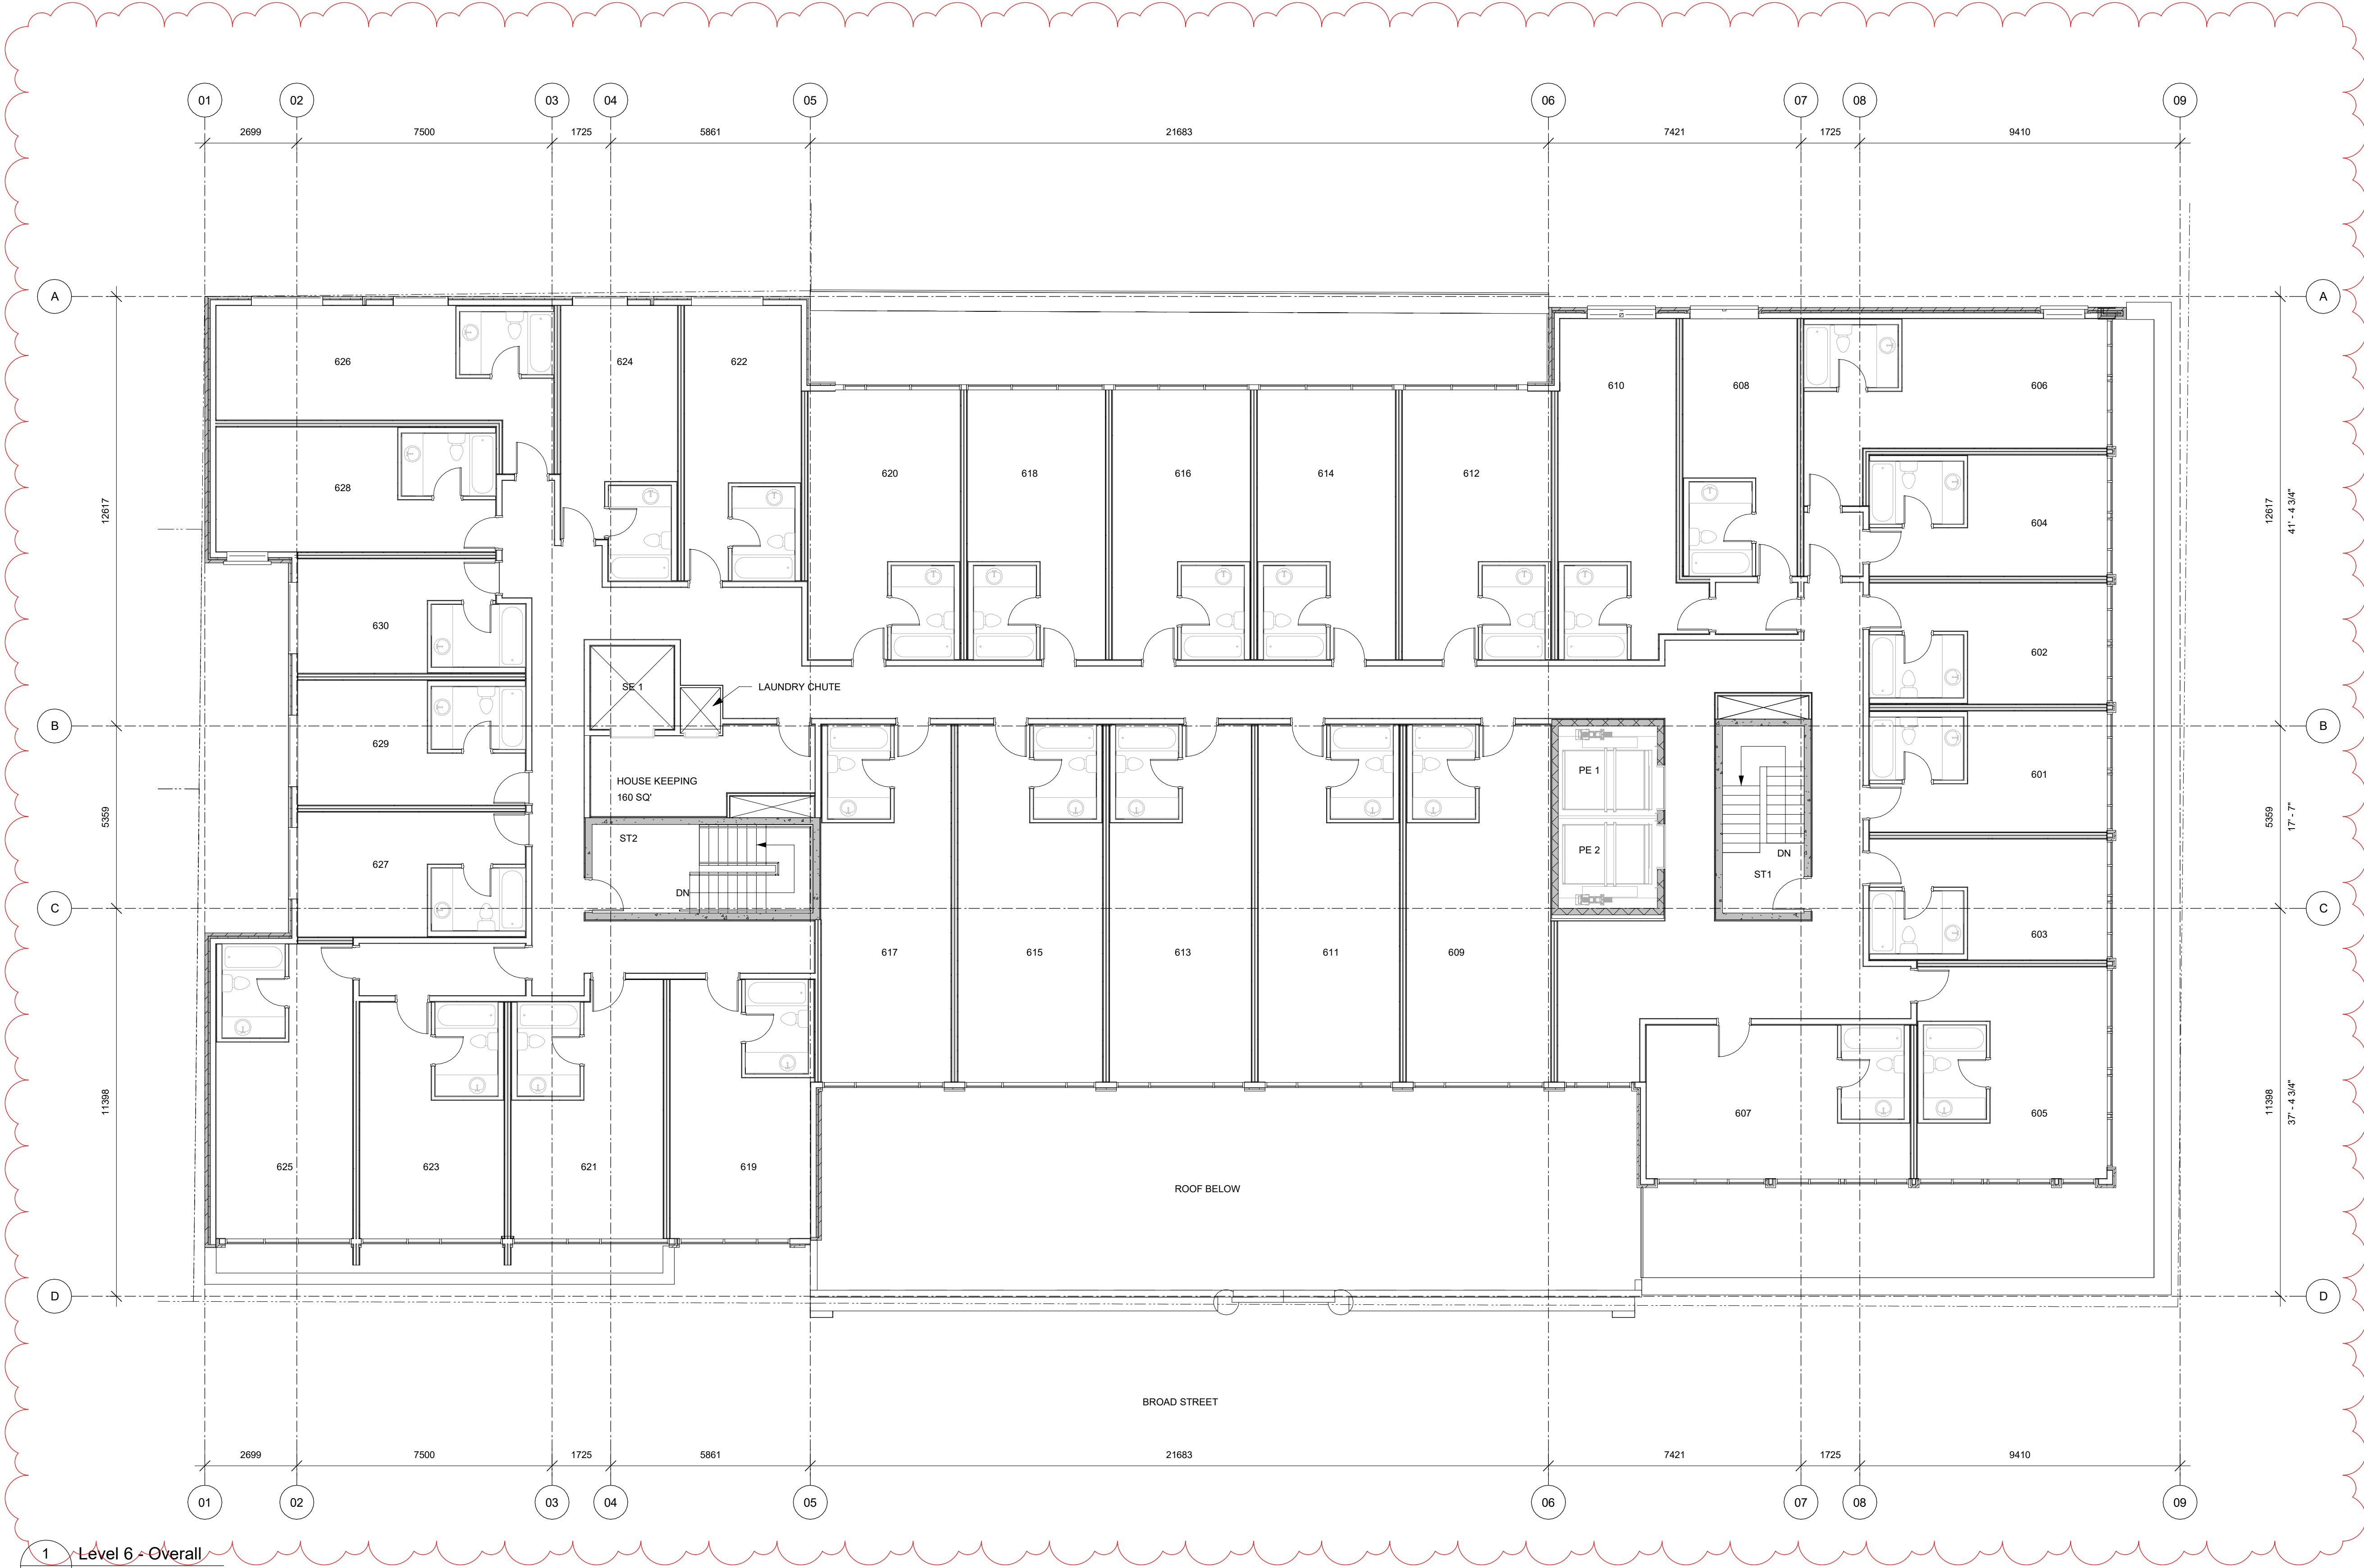 01 02 03 04 05 06 07 08 09
2699 7500 1725 5861 21683 7421 1725 9410
A A
626 624 622 610 608 606
620 618 616 614 612
628 604
12617 12617 41' - 4 3/4"
630 602
SE 1 LAUNDRY CHUTE
B B
629 601
PE 1
HOUSE KEEPING
160 SQ'
5359 5359 17' - 7"
ST2
PE 2 DN
627 ST1
DN
C C
617 615 613 611 609 603
11398 607 605 11398 37' - 4 3/4"
625 623 621 619
ROOF BELOW
D D
BROAD STREET
2699 7500 1725 5861 21683 7421 1725 9410
01 02 03 04 05 06 07 08 09
1 Level 6 - Overall